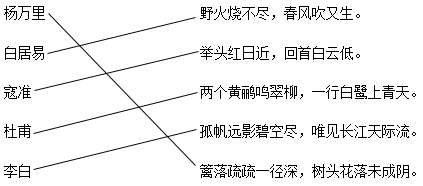 杨万里 野火烧不尽，春风吹又生。
白居易 举头红日近，回首白云低。
寇准 两个黄鹂鸣翠柳，一行白鹭上青天。
杜甫 孤帆远影碧空尽，唯见长江天际流。
李白 篱落疏疏一径深，树头花落未成阴。